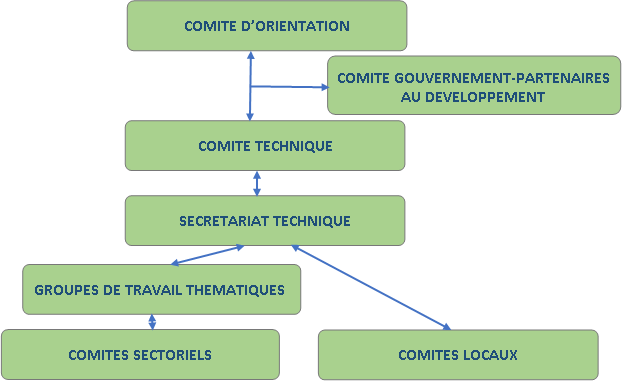 COMITE D’ORIENTATION
COMITE GOUVERNEMENT-PARTENAIRES
AU DEVELOPPEMENT
COMITE TECHNIQUE
SECRETARIAT TECHNIQUE
GROUPES DE TRAVAIL THEMATIQUES
COMITES SECTORIELS
COMITES LOCAUX